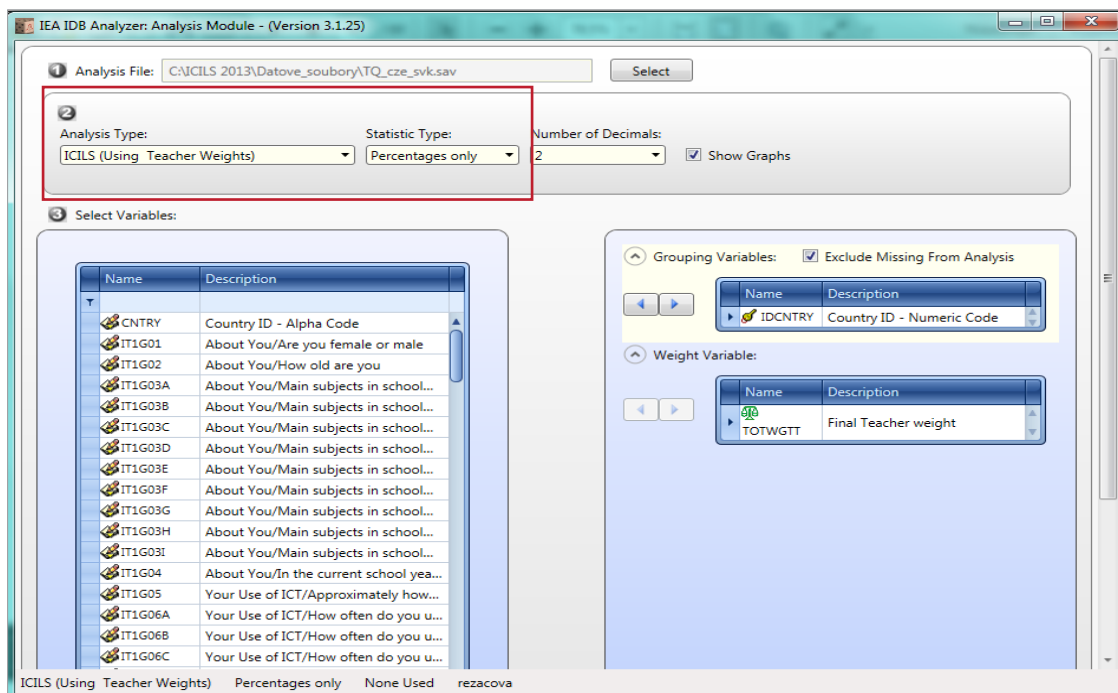 IEA IDB Analyzer: Analysis Module - (Version 3.1.25)
1 Analysis File: C:\ICILS 2013\Datove_soubory\TQ_cze_svk.sav Select
2
Analysis Type: Statistic Type: Number of Decimals:
ICILS (Using Teacher Weights) Percentages only 2 Show Graphs
3 Select Variables:
Grouping Variables: Exclude Missing From Analysis
Name Description
IDCNTRY Country ID - Numeric Code
Weight Variable:
Name Description
TOTWGTT Final Teacher weight
Name Description
CNTRY Country ID - Alpha Code
IT1G01 About You/Are you female or male
IT1G02 About You/How old are you
IT1G03A About You/Main subjects in school...
IT1G03B About You/Main subjects in school...
IT1G03C About You/Main subjects in school...
IT1G03D About You/Main subjects in school...
IT1G03E About You/Main subjects in school...
IT1G03F About You/Main subjects in school...
IT1G03G About You/Main subjects in school...
IT1G03H About You/Main subjects in school...
IT1G03I About You/Main subjects in school...
IT1G04 About You/In the current school yea...
IT1G05 Your Use of ICT/Approximately how...
IT1G06A Your Use of ICT/How often do you u...
IT1G06B Your Use of ICT/How often do you u...
IT1G06C Your Use of ICT/How often do you u...
ICILS (Using Teacher Weights) Percentages only None Used rezacova